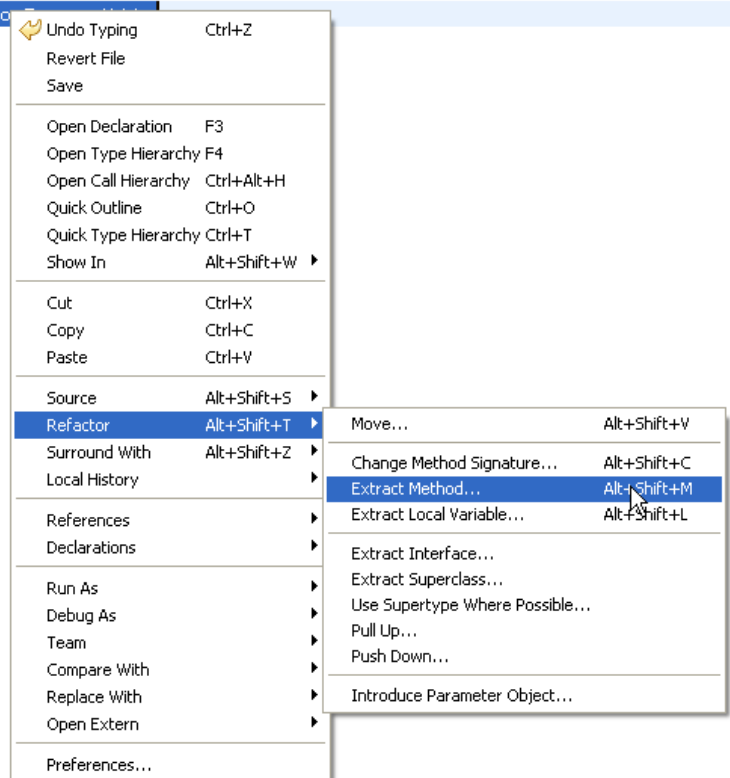 Undo Typing Ctrl+Z
Revert File
Save
Open Declaration F3
Open Type Hierarchy F4
Open Call Hierarchy Ctrl+Alt+H
Quick Outline Ctrl+O
Quick Type Hierarchy Ctrl+T
Show In Alt+Shift+W
Cut Ctrl+X
Copy Ctrl+C
Paste Ctrl+V
Source Alt+Shift+S
Refactor Alt+Shift+T
Surround With Alt+Shift+Z
Local History
References
Declarations
Run As
Debug As
Team
Compare With
Replace With
Open Extern
Preferences...
Move... Alt+Shift+V
Change Method Signature... Alt+Shift+C
Extract Method... Alt+Shift+M
Extract Local Variable... Alt+Shift+L
Extract Interface...
Extract Superclass...
Use Supertype Where Possible...
Pull Up...
Push Down...
Introduce Parameter Object...